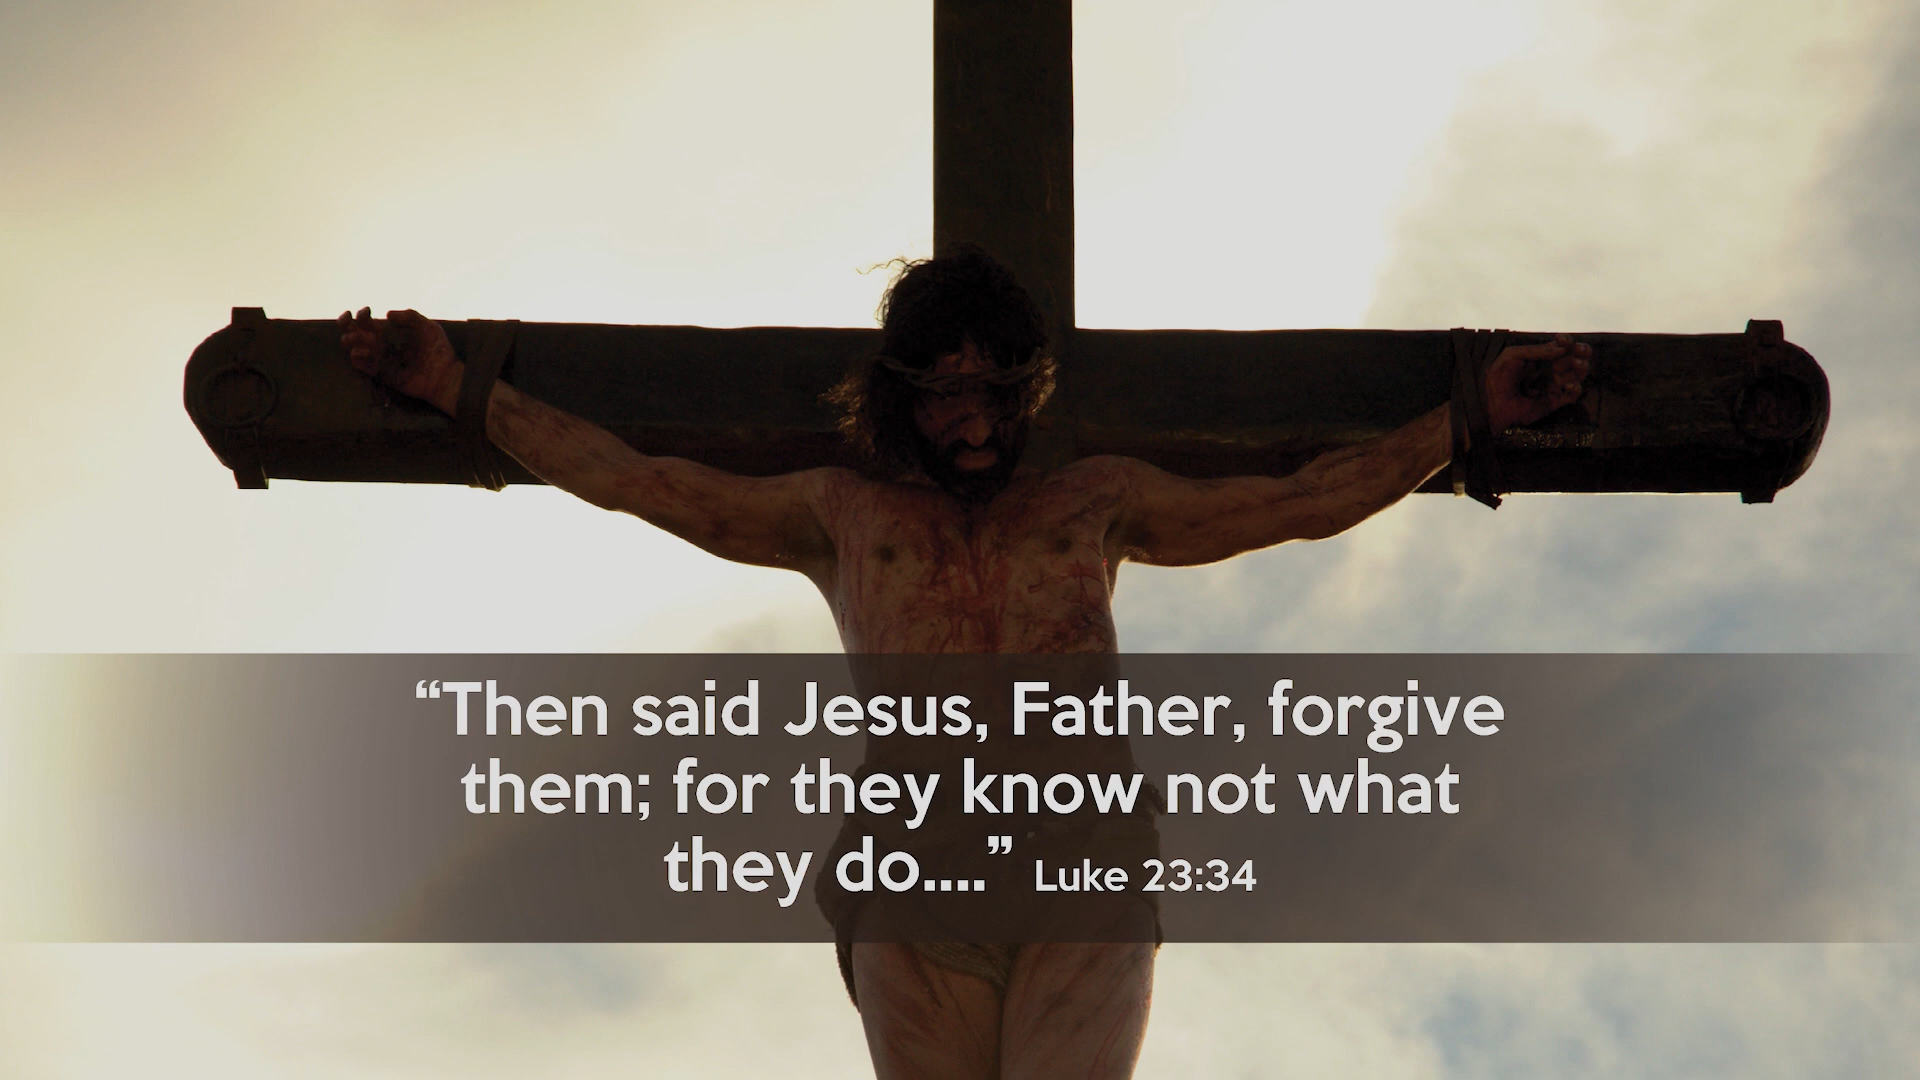 “Then said Jesus, Father, forgive
them; for they know not what
they do....” Luke 23:34